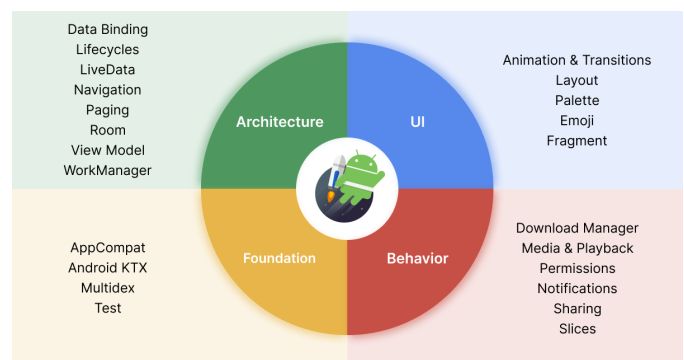 Data Binding
Lifecycles
LiveData
Navigation
Paging
Room
View Model
WorkManager
Architecture
UI
Animation & Transitions
Layout
Palette
Emoji
Fragment
AppCompat
Android KTX
Multidex
Test
Foundation
Behavior
Download Manager
Media & Playback
Permissions
Notifications
Sharing
Slices